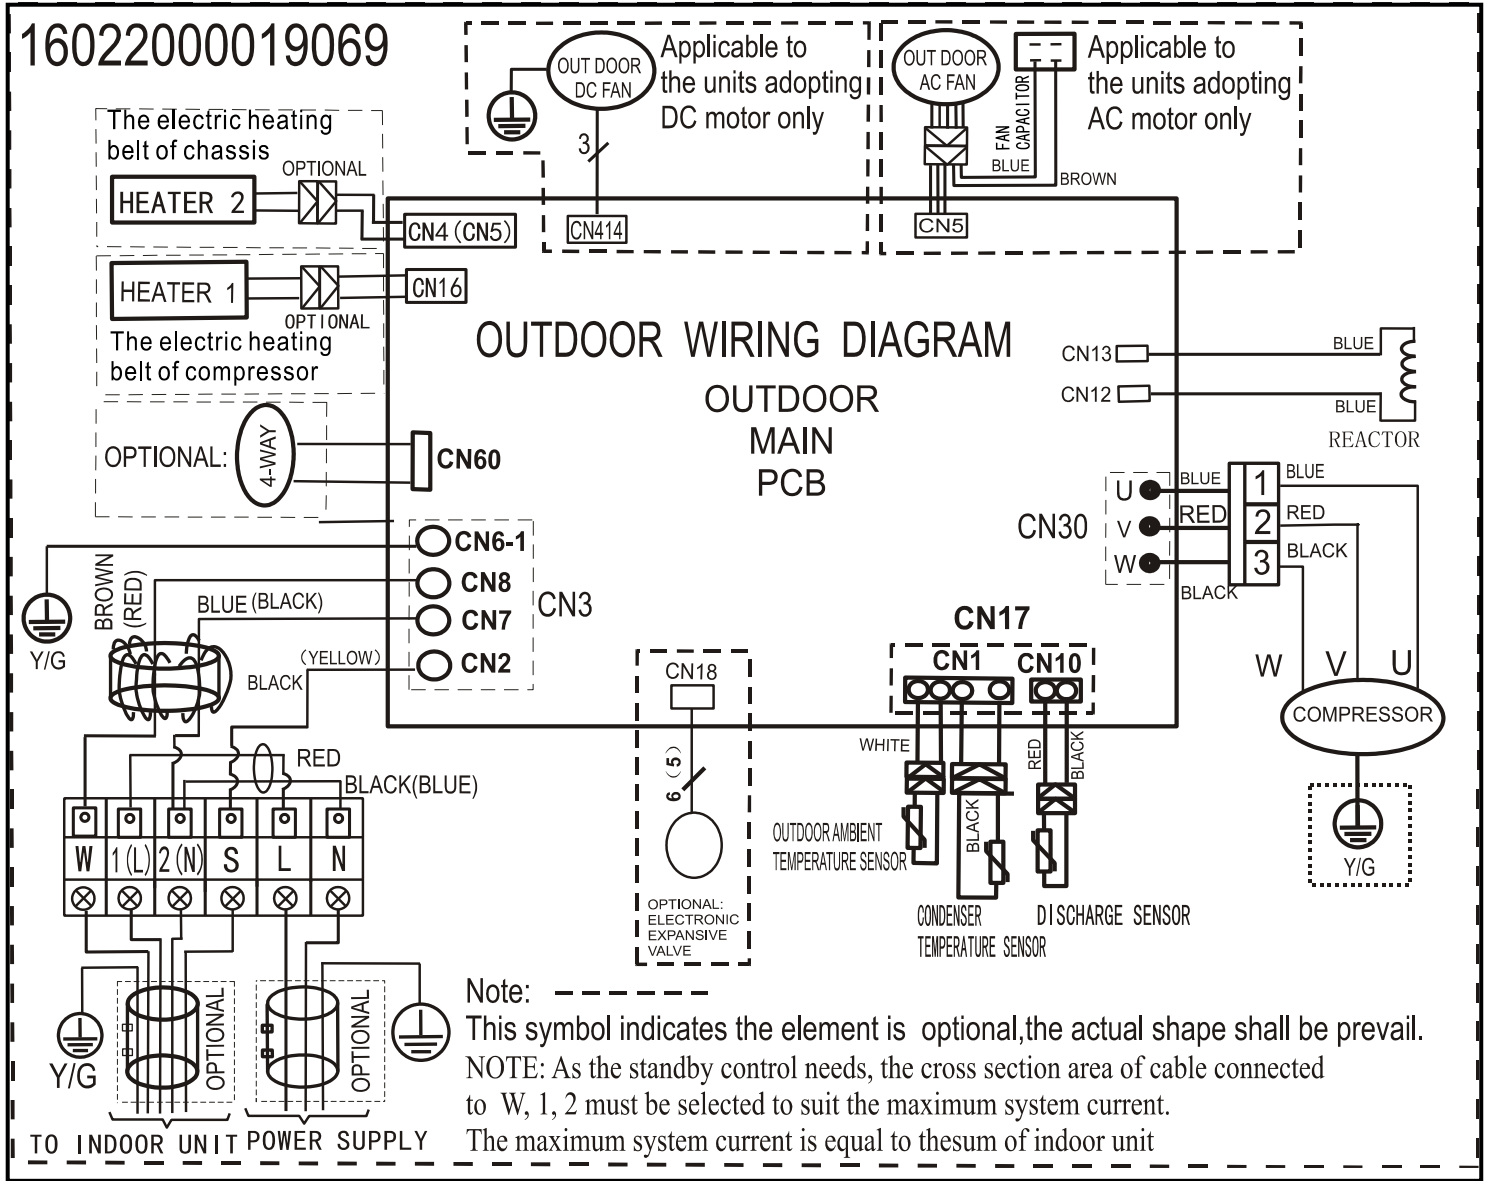 16022000019069
The electric heating
belt of chassis
OPTIONAL
HEATER 2
CN4 (CN5)
HEATER 1
CN16
OPTIONAL
The electric heating
belt of compressor
OPTIONAL:
4-WAY
CN60
OUT DOOR
DC FAN
3
CN414
Applicable to
the units adopting
DC motor only
OUT DOOR
AC FAN
FAN
CAPACITOR
BLUE
BROWN
CN5
Applicable to
the units adopting
AC motor only
OUTDOOR WIRING DIAGRAM
OUTDOOR
MAIN
PCB
CN13
BLUE
CN12
BLUE
REACTOR
CN30
U
BLUE
1
BLUE
V
RED
2
RED
W
BLACK
3
BLACK
W
V
U
COMPRESSOR
Y/G
CN6-1
CN8
CN7
CN2
CN3
Y/G
BROWN
(RED)
BLUE (BLACK)
(YELLOW)
BLACK
RED
BLACK(BLUE)
W
1(L)
2(N)
S
L
N
Y/G
OPTIONAL
OPTIONAL
TO INDOOR UNIT
POWER SUPPLY
CN18
6 (5)
OPTIONAL:
ELECTRONIC
EXPANSIVE
VALVE
CN17
CN1
CN10
WHITE
BLACK
RED
BLACK
OUTDOOR AMBIENT
TEMPERATURE SENSOR
CONDENSER
TEMPERATURE SENSOR
DISCHARGE SENSOR
Note:
This symbol indicates the element is optional,the actual shape shall be prevail.
NOTE: As the standby control needs, the cross section area of cable connected
to W, 1, 2 must be selected to suit the maximum system current.
The maximum system current is equal to thesum of indoor unit